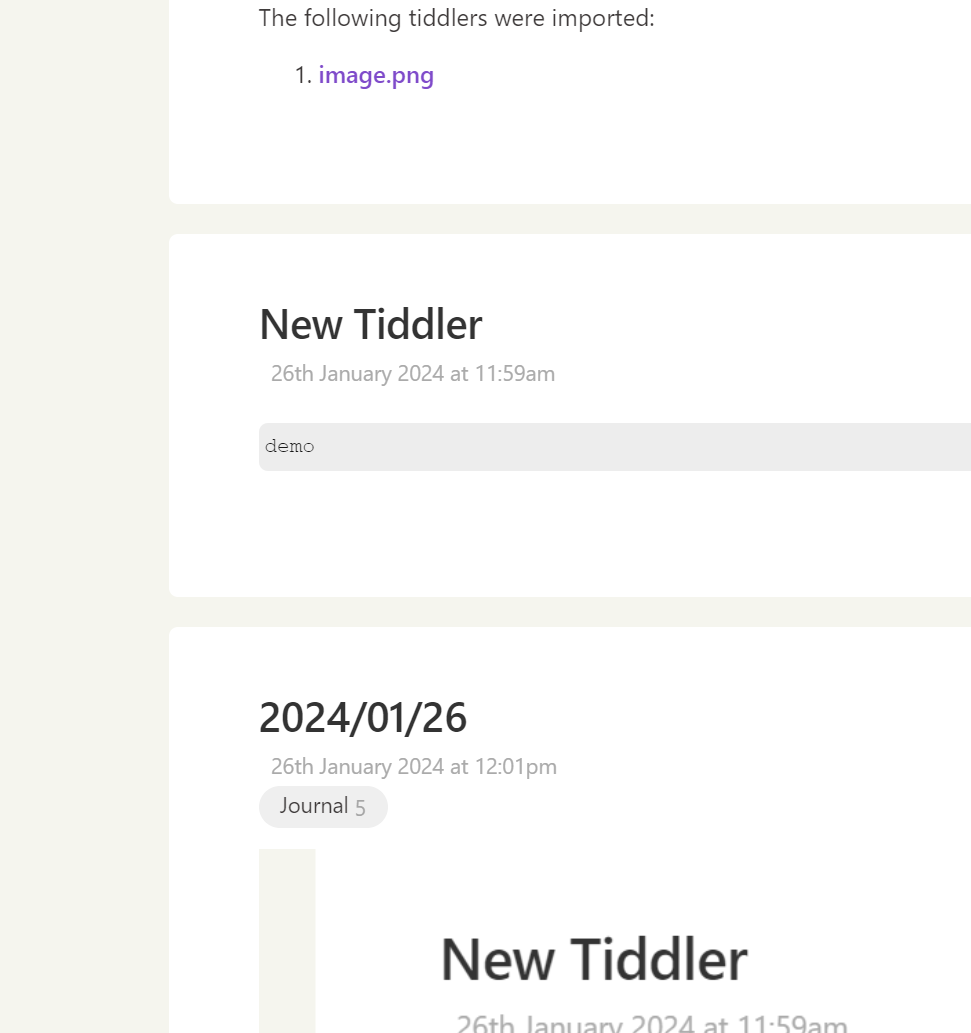 The following tiddlers were imported:
1. image.png
New Tiddler
26th January 2024 at 11:59am
demo
2024/01/26
26th January 2024 at 12:01pm
Journal 5
New Tiddler
26th January 2024 at 11:59am